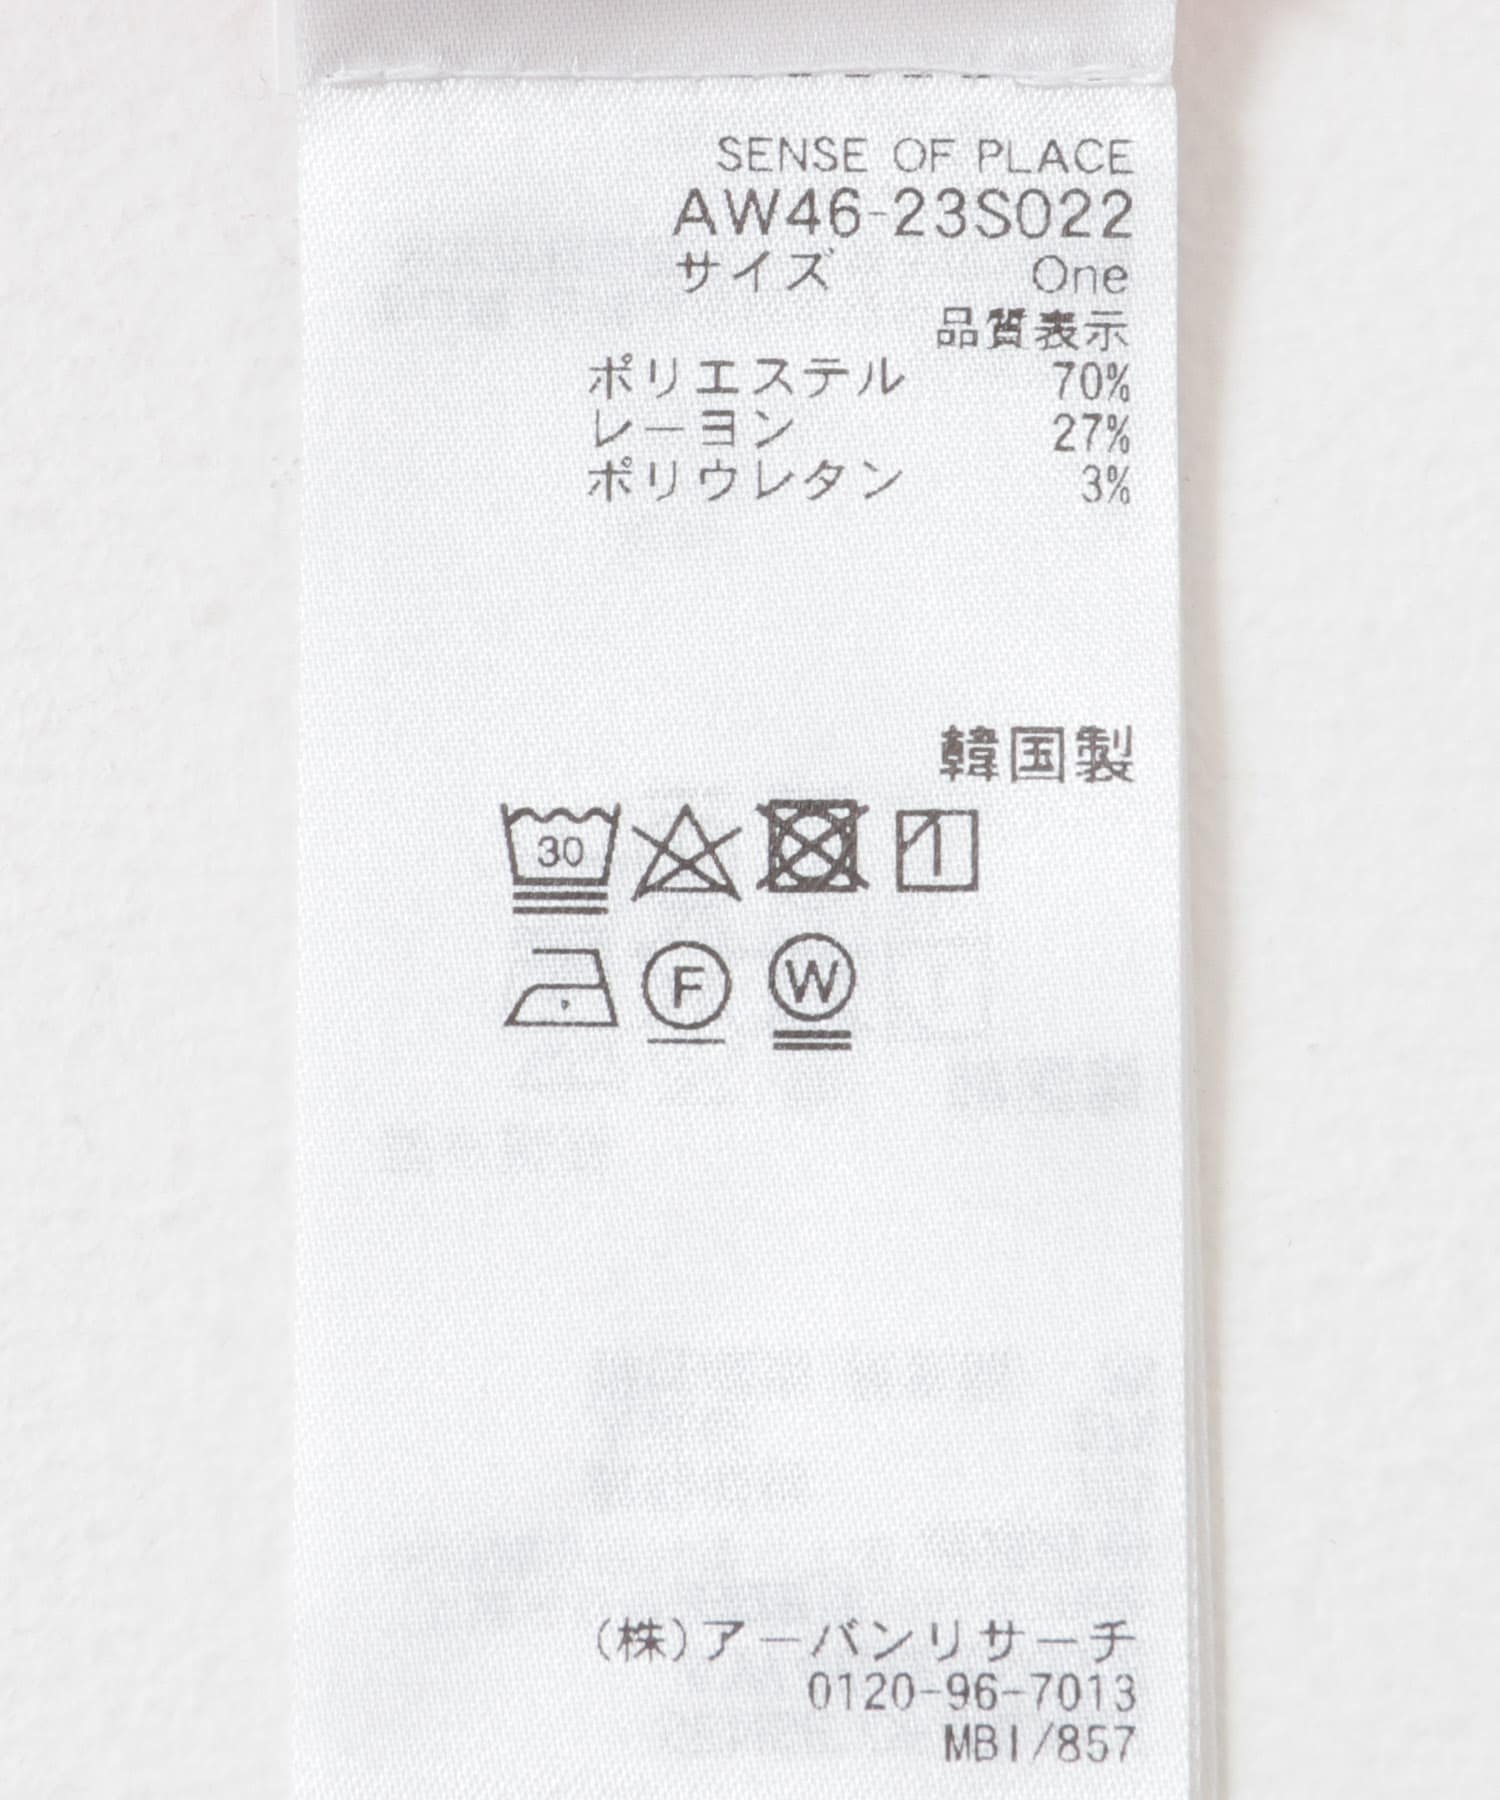 SENSE OF PLACE
AW46-23S022
サイズ One
品質表示
ポリエステル 70%
レーヨン 27%
ポリウレタン 3%
韓国製
30
F
W
(株)アーバンリサーチ
0120-96-7013
MBI/857